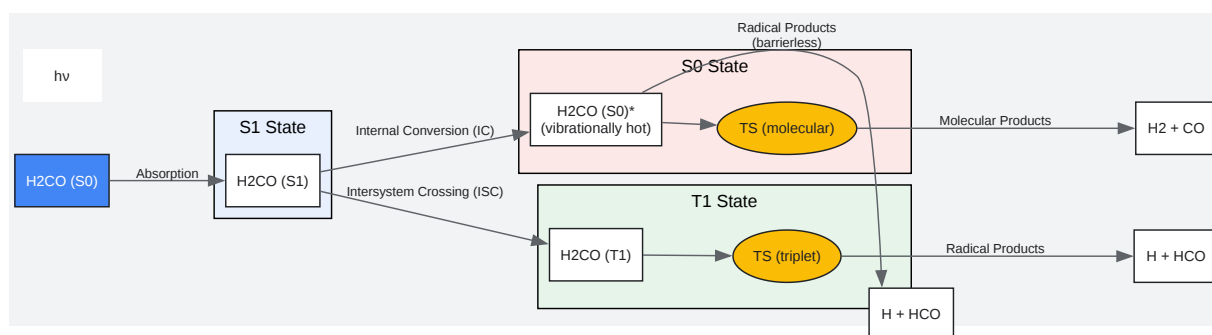 Radical Products
(barrierless)
hν
S0 State
H2CO (S0)*
(vibrationally hot)
TS (molecular)
Molecular Products
H2 + CO
S1 State
Internal Conversion (IC)
H2CO (S0)
Absorption
H2CO (S1)
Intersystem Crossing (ISC)
T1 State
H2CO (T1)
TS (triplet)
Radical Products
H + HCO
H + HCO